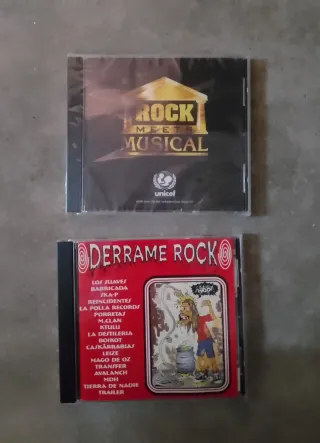 ROCK
MEETS
MUSICAL
unicef
DERRAME ROCK
LOS SUAVES
BARRICADA
SKA-P
REINCIDENTES
LA POLLA RECORDS
PORRETAS
M.CLAN
KTULU
LA DESTILERIA
BOIKOT
CASKÄRRABIAS
LEIZE
MAGO DE OZ
TRANSFER
AVALANCH
MDH
TIERRA DE NADIE
TRAILER